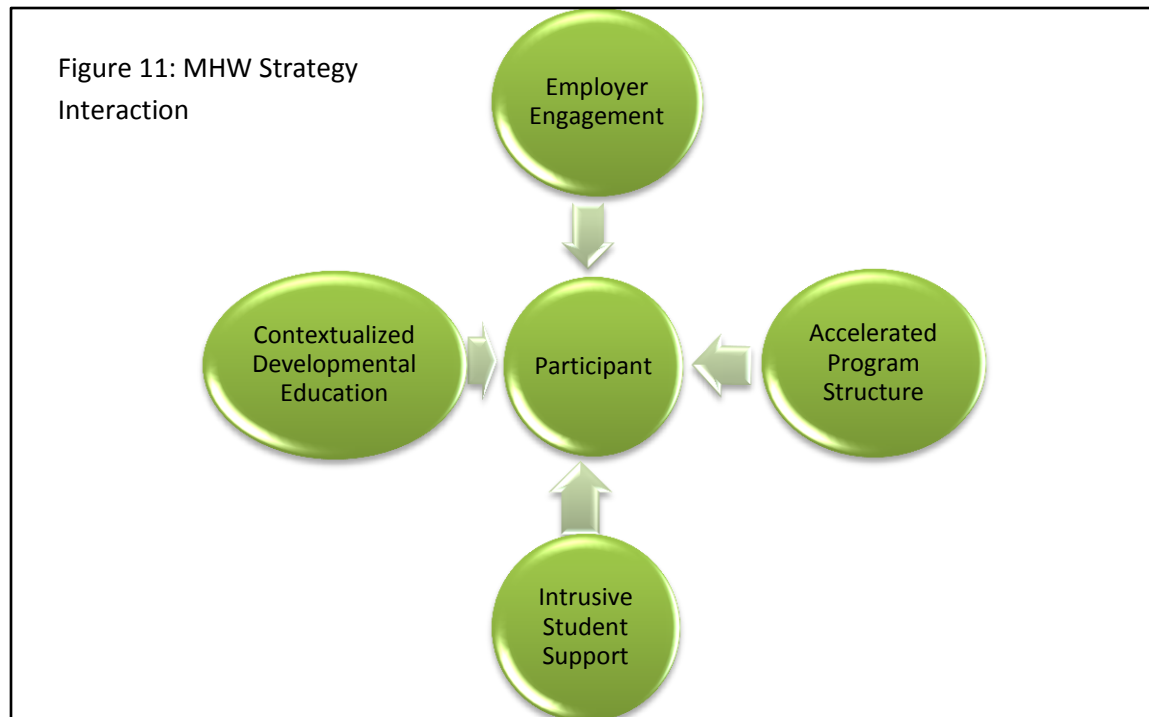 Figure 11: MHW Strategy
Interaction
Employer
Engagement
Contextualized
Developmental
Education
Participant
Accelerated
Program
Structure
Intrusive
Student
Support